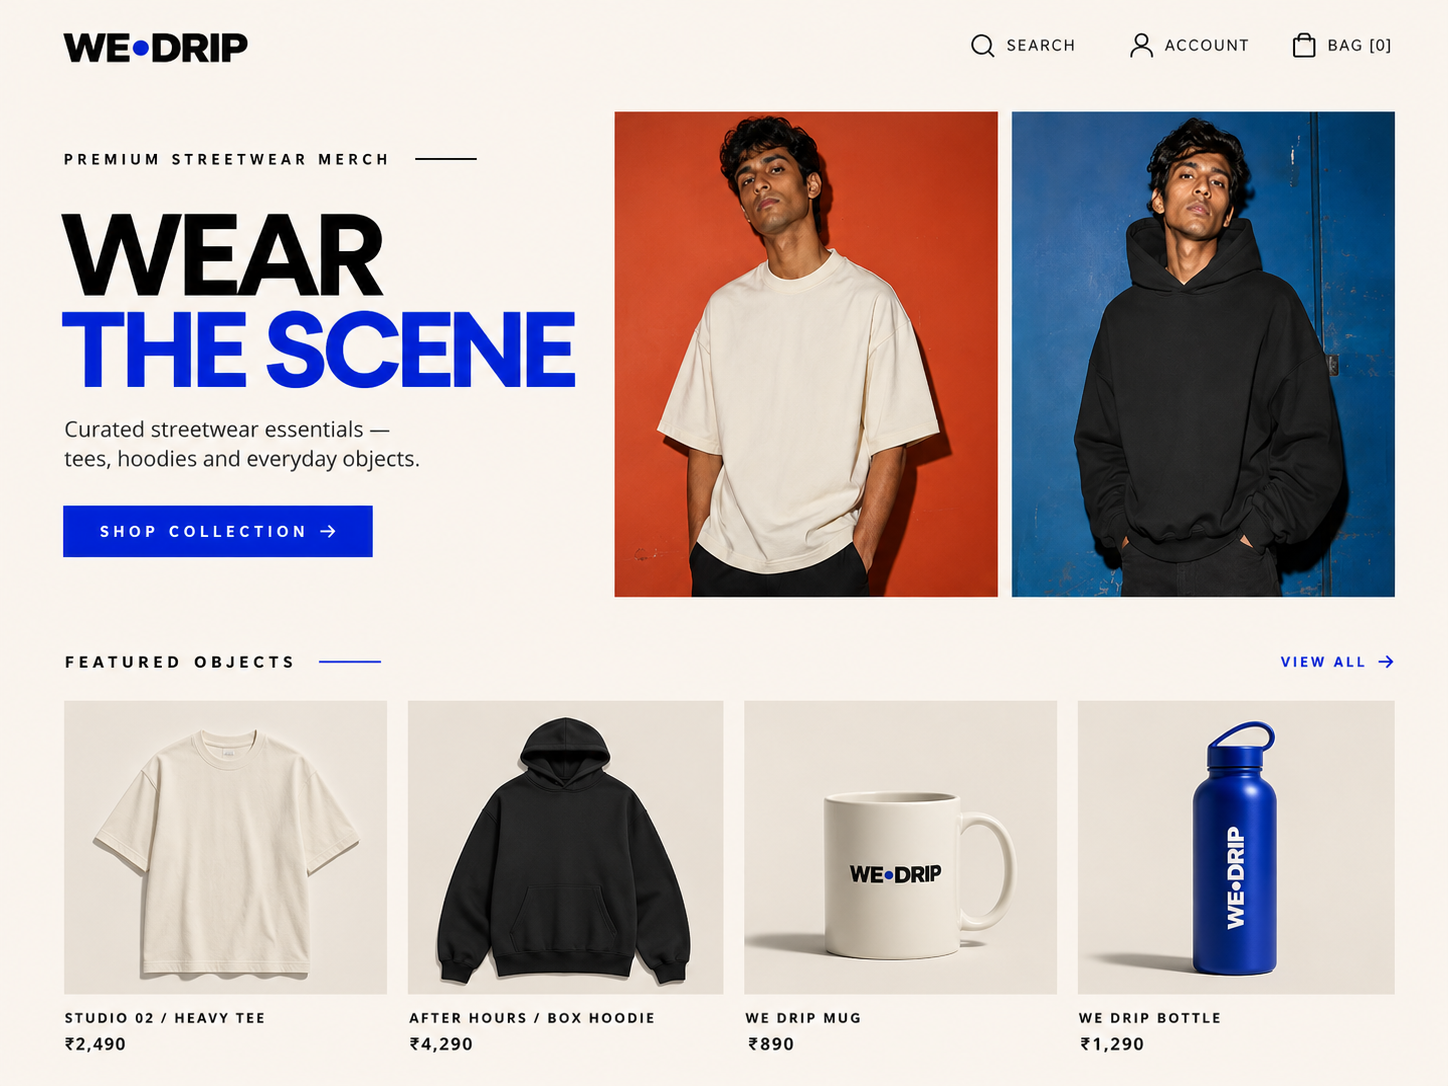 WE•DRIP
SEARCH
ACCOUNT
BAG [0]
PREMIUM STREETWEAR MERCH
WEAR
THE SCENE
Curated streetwear essentials —
tees, hoodies and everyday objects.
SHOP COLLECTION →
FEATURED OBJECTS
VIEW ALL →
WE•DRIP
WE•DRIP
STUDIO 02 / HEAVY TEE
₹2,490
AFTER HOURS / BOX HOODIE
₹4,290
WE DRIP MUG
₹890
WE DRIP BOTTLE
₹1,290